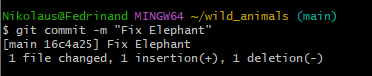 Nikolaus@Fedrinand MINGW64 ~/wild_animals (main)
$ git commit -m "Fix Elephant"
[main 16c4a25] Fix Elephant
 1 file changed, 1 insertion(+), 1 deletion(-)